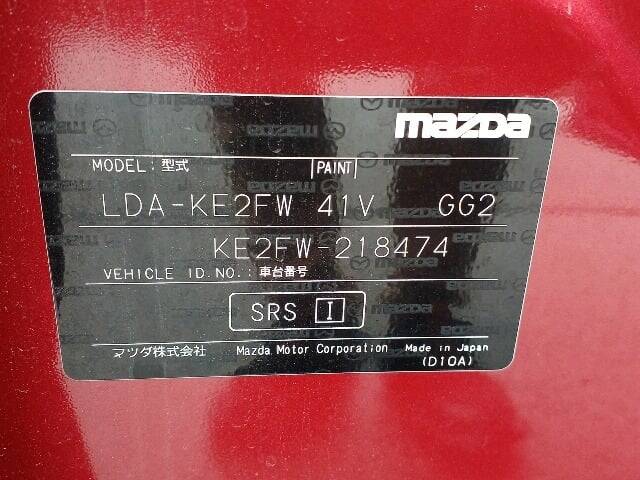 mazda
MODEL:型式 PAINT
LDA-KE2FW 41V GG2
KE2FW-218474
VEHICLE ID.NO.:車台番号
SRS I
マツダ株式会社 Mazda Motor Corporation Made in Japan
(D10A)